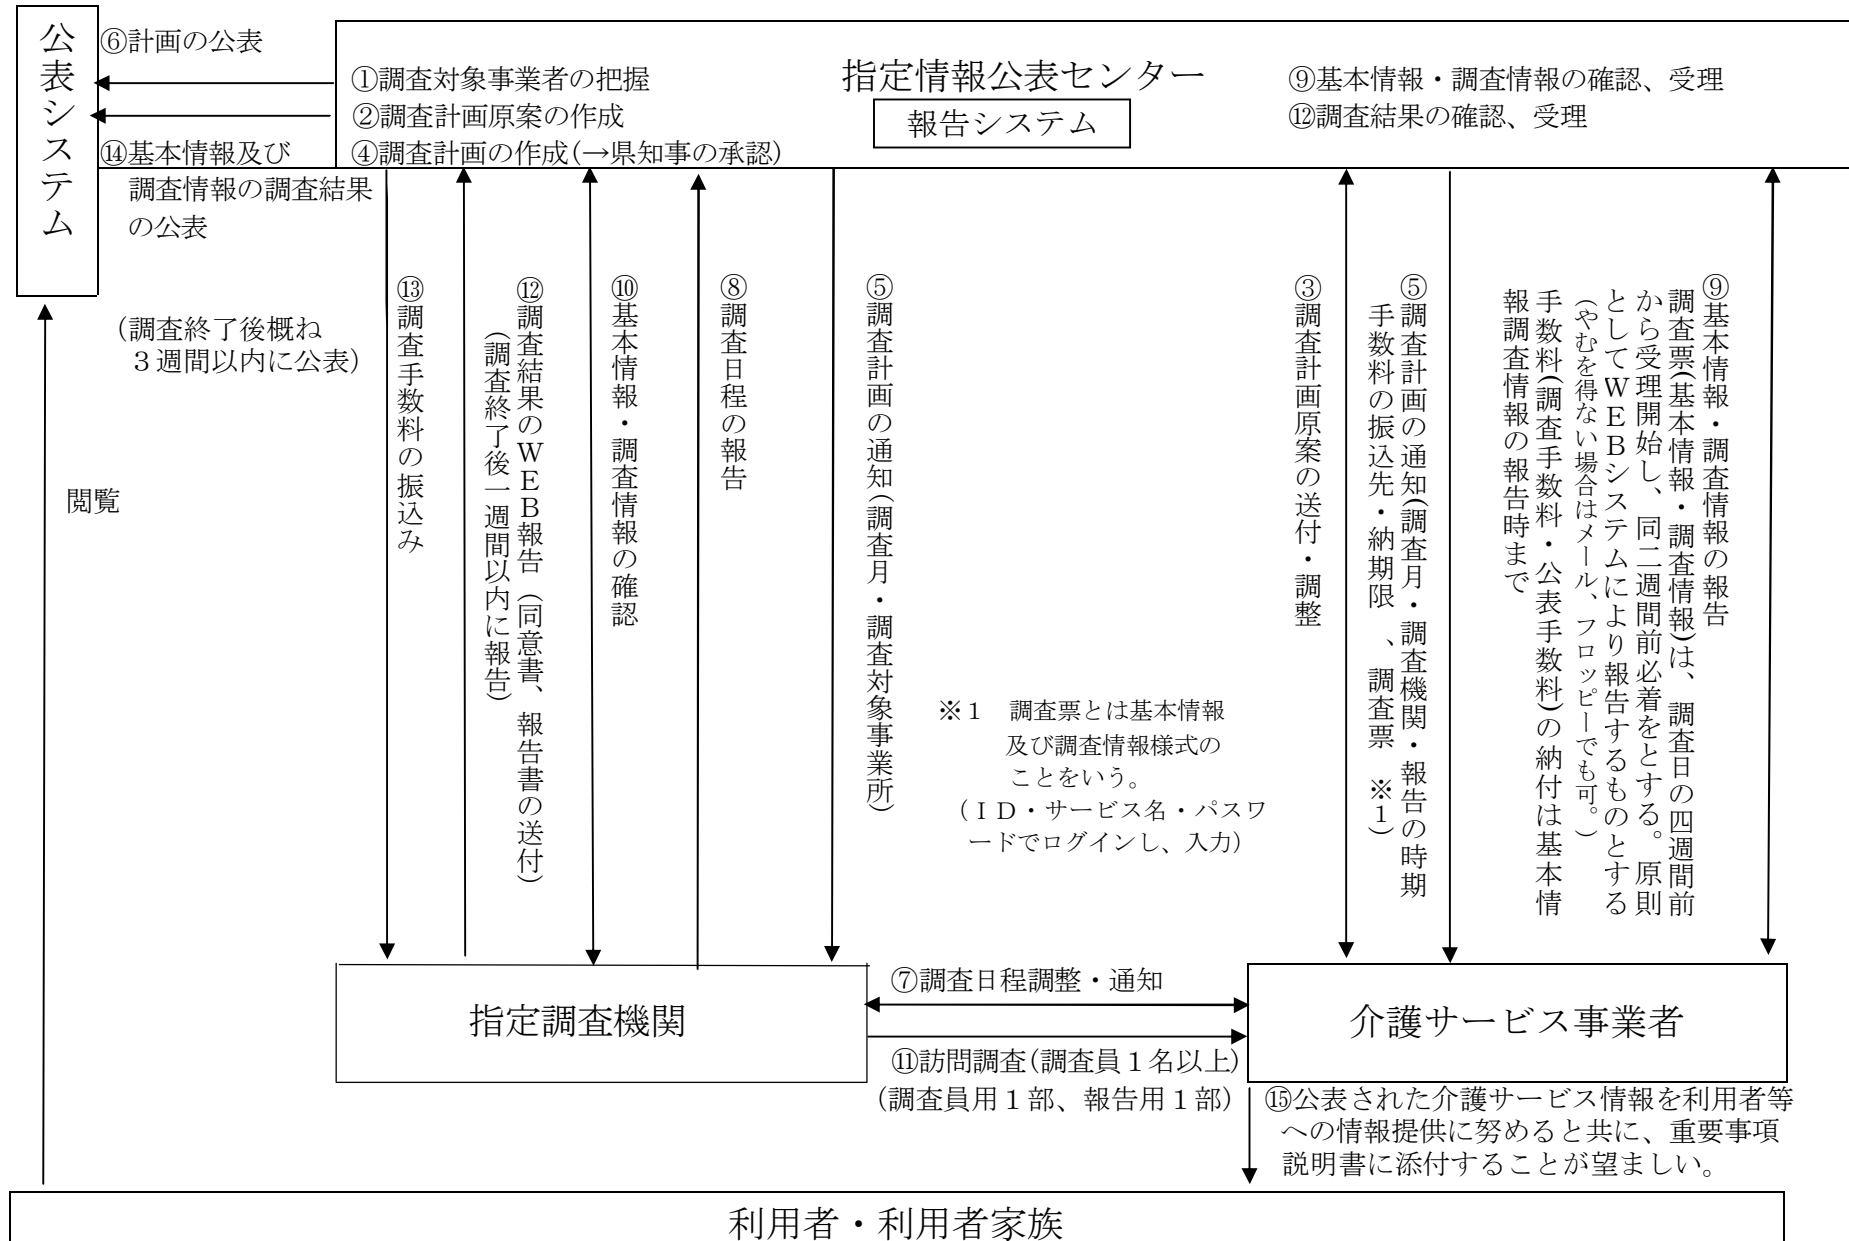 公表システム
⑥計画の公表
⑭基本情報及び
調査情報の調査結果
の公表
(調査終了後概ね
３週間以内に公表)
閲覧
①調査対象事業者の把握
②調査計画原案の作成
④調査計画の作成(→県知事の承認)
指定情報公表センター
報告システム
⑨基本情報・調査情報の確認、受理
⑫調査結果の確認、受理
⑬調査手数料の振込み
⑫調査結果のＷＥＢ報告(同意書、報告書の送付)
(調査終了後一週間以内に報告)
⑩基本情報・調査情報の確認
⑧調査日程の報告
⑤調査計画の通知(調査月・調査対象事業所)
※１　調査票とは基本情報
及び調査情報様式の
ことをいう。
(ＩＤ・サービス名・パスワ
ードでログインし、入力)
③調査計画原案の送付・調整
⑤調査計画の通知(調査月・調査機関・報告の時期
手数料の振込先・納期限、調査票　※１)
⑨基本情報・調査情報の報告
調査票(基本情報・調査情報)は、調査日の四週間前
から受理開始し、同二週間前必着をとする。原則
としてＷＥＢシステムにより報告するものとする
(やむを得ない場合はメール、フロッピーでも可。)
手数料(調査手数料・公表手数料)の納付は基本情
報調査情報の報告時まで
指定調査機関
⑦調査日程調整・通知
⑪訪問調査(調査員１名以上)
(調査員用１部、報告用１部)
介護サービス事業者
⑮公表された介護サービス情報を利用者等
への情報提供に努めると共に、重要事項
説明書に添付することが望ましい。
利用者・利用者家族